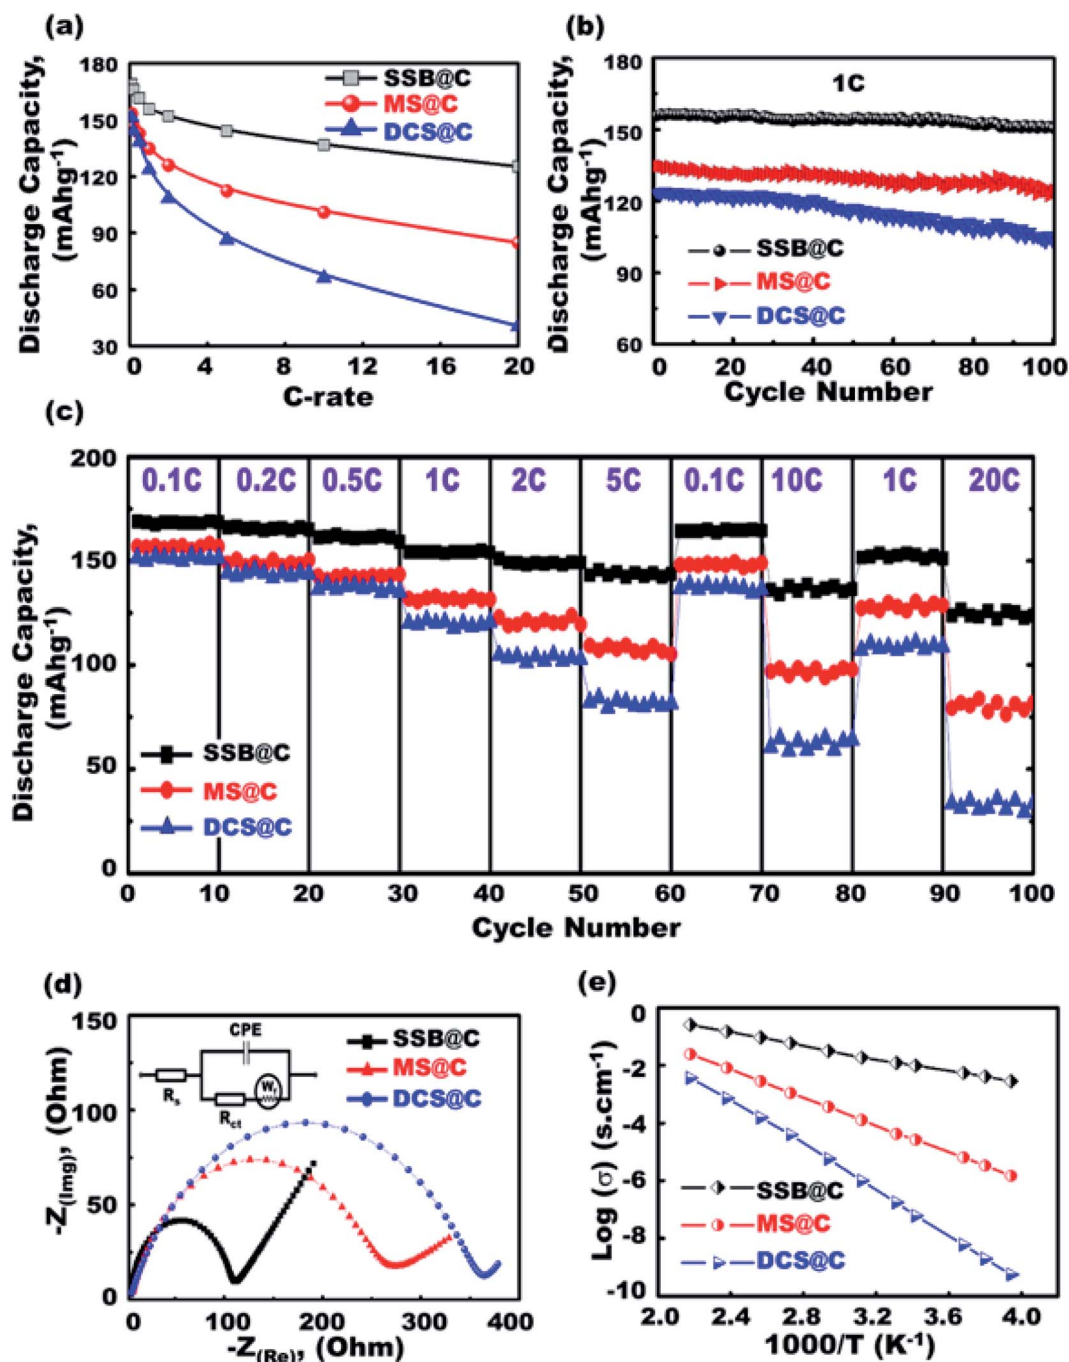 (a)
Discharge Capacity,
(mAhg⁻¹)
180
150
120
90
60
30
SSB@C
MS@C
DCS@C
0 4 8 12 16 20
C-rate
(b)
Discharge Capacity,
(mAhg⁻¹)
180
150
120
90
60
1C
SSB@C
MS@C
DCS@C
0 20 40 60 80 100
Cycle Number
(c)
Discharge Capacity,
(mAhg⁻¹)
200
150
100
50
0
0.1C 0.2C 0.5C 1C 2C 5C 0.1C 10C 1C 20C
SSB@C
MS@C
DCS@C
0 10 20 30 40 50 60 70 80 90 100
Cycle Number
(d)
-Z(Img), (Ohm)
150
100
50
0
CPE
Rs
Rct
W
SSB@C
MS@C
DCS@C
0 100 200 300 400
-Z(Re), (Ohm)
(e)
Log (σ) (s.cm⁻¹)
0
-2
-4
-6
-8
-10
SSB@C
MS@C
DCS@C
2.0 2.4 2.8 3.2 3.6 4.0
1000/T (K⁻¹)